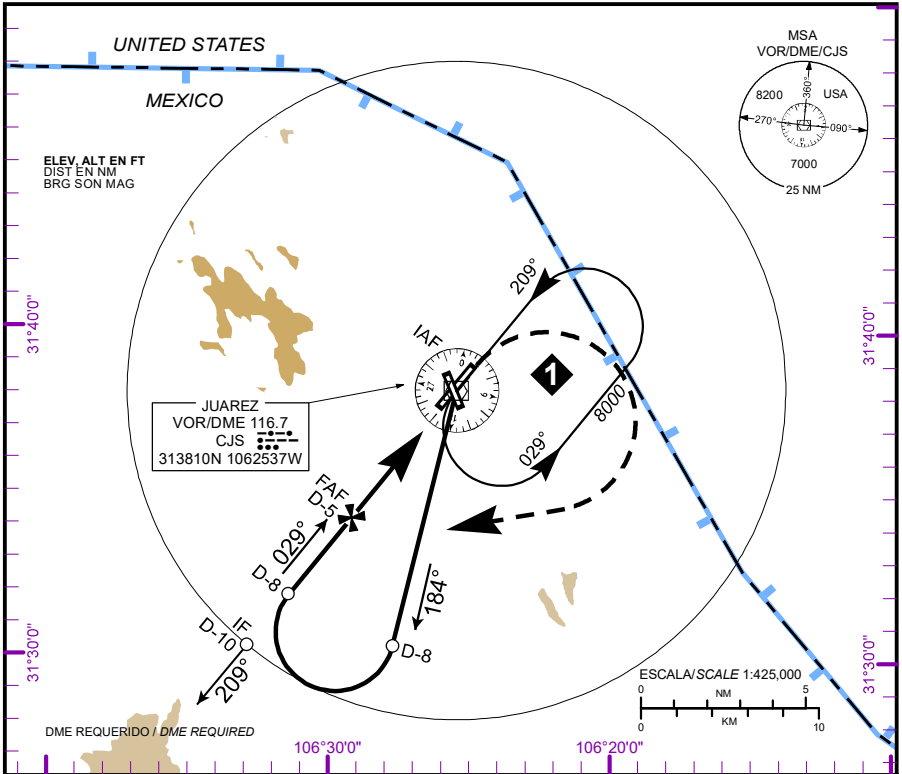 UNITED STATES
MEXICO
MSA
VOR/DME/CJS
8200
360°
USA
270°
090°
7000
25 NM
ELEV, ALT EN FT
DIST EN NM
BRG SON MAG
31°40'0"
31°40'0"
209°
IAF
1
8000
029°
JUAREZ
VOR/DME 116.7
CJS
313810N 1062537W
FAF
D-5
029°
D-8
184°
IF
D-10
D-8
209°
31°30'0"
31°30'0"
ESCALA/SCALE 1:425,000
0 NM 5
0 KM 10
DME REQUERIDO / DME REQUIRED
106°30'0"
106°20'0"